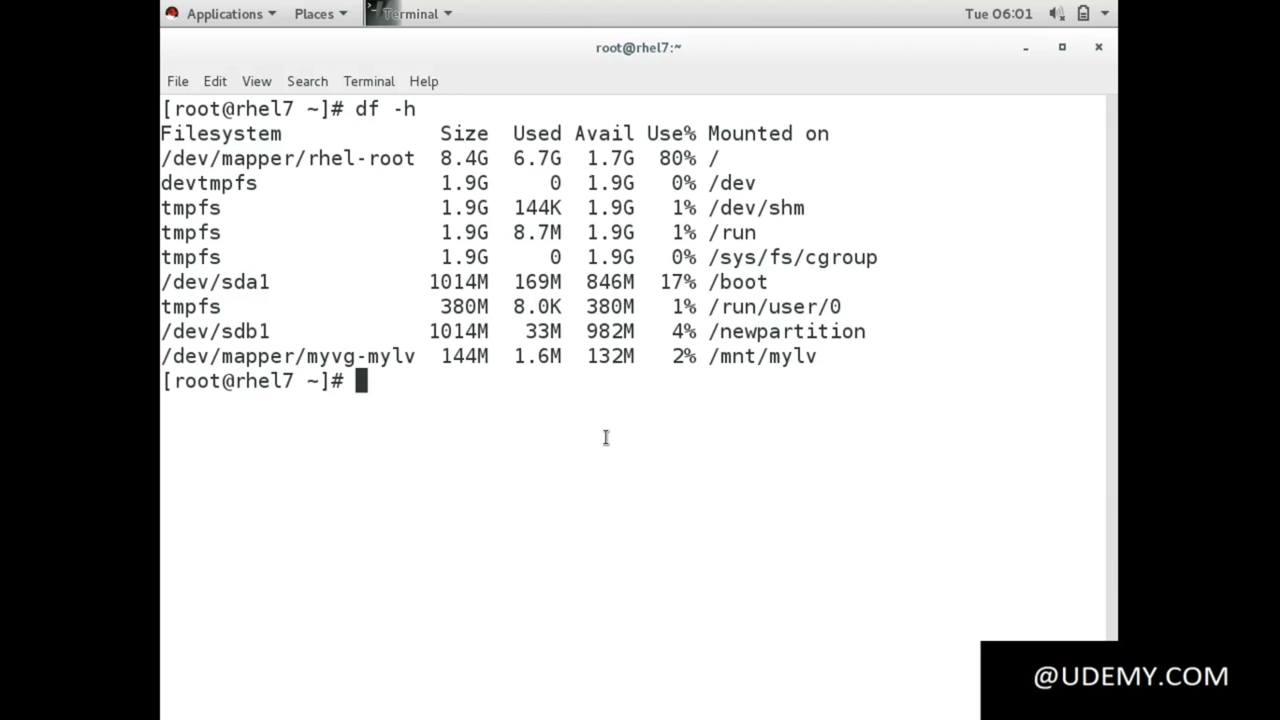 Applications Places Terminal Tue 06:01
root@rhel7:~
File Edit View Search Terminal Help
[root@rhel7 ~]# df -h
Filesystem Size Used Avail Use% Mounted on
/dev/mapper/rhel-root 8.4G 6.7G 1.7G 80% /
devtmpfs 1.9G 0 1.9G 0% /dev
tmpfs 1.9G 144K 1.9G 1% /dev/shm
tmpfs 1.9G 8.7M 1.9G 1% /run
tmpfs 1.9G 0 1.9G 0% /sys/fs/cgroup
/dev/sda1 1014M 169M 846M 17% /boot
tmpfs 380M 8.0K 380M 1% /run/user/0
/dev/sdb1 1014M 33M 982M 4% /newpartition
/dev/mapper/myvg-mylv 144M 1.6M 132M 2% /mnt/mylv
[root@rhel7 ~]#
@UDEMY.COM